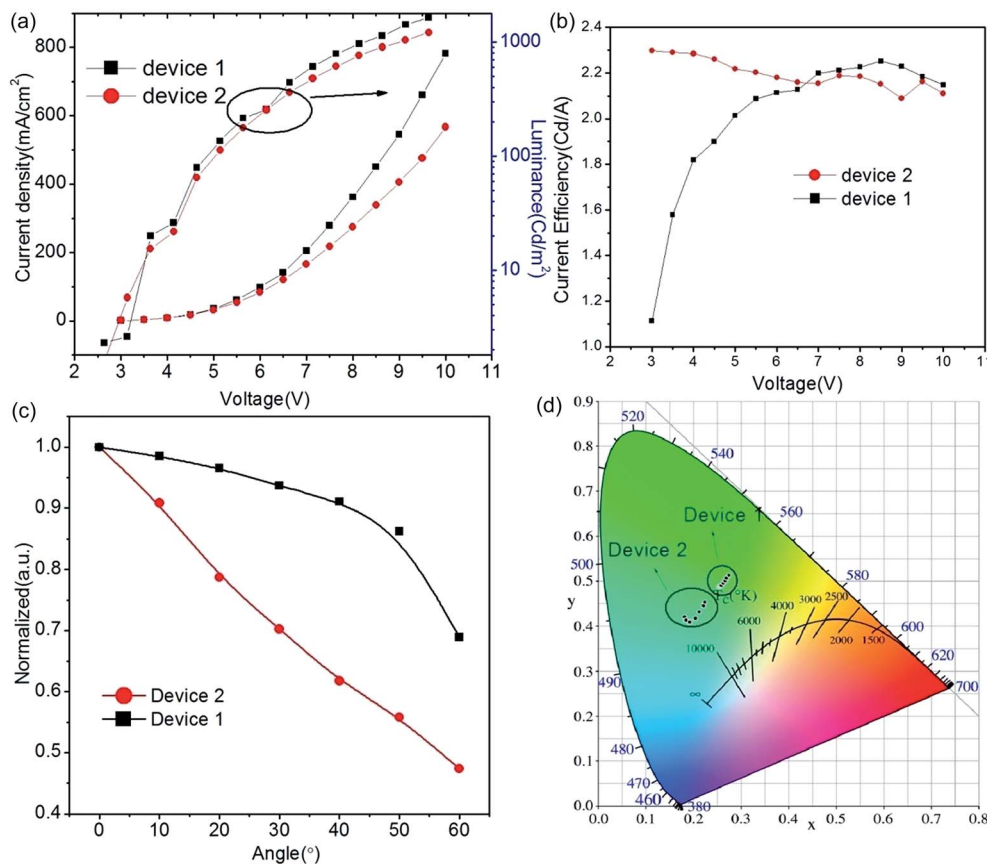 (a)
800
600
400
200
0
Current density(mA/cm²)
device 1
device 2
1000
100
10
Luminance(Cd/m²)
2 3 4 5 6 7 8 9 10 11
Voltage(V)
(b)
2.4
2.2
2.0
1.8
1.6
1.4
1.2
1.0
Current Efficiency(Cd/A)
device 2
device 1
2 3 4 5 6 7 8 9 10 11
Voltage(V)
(c)
1.0
0.9
0.8
0.7
0.6
0.5
0.4
Normalized(a.u.)
Device 2
Device 1
0 10 20 30 40 50 60
Angle(°)
(d)
0.9
0.8
0.7
0.6
0.5
y
0.4
0.3
0.2
0.1
0.0
520
540
560
580
600
620
700
500
490
480
470
460
380
Device 1
Device 2
Tc(°K)
∞
10000
6000
4000
3000
2500
2000
1500
0.0 0.1 0.2 0.3 0.4 0.5 0.6 0.7 0.8
x